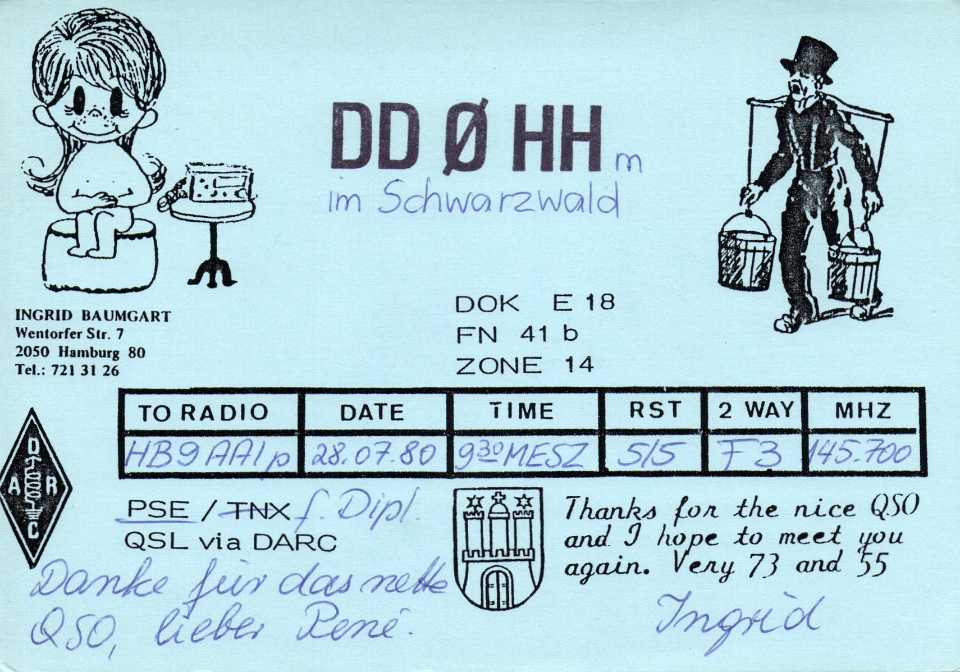 DD Ø HH m
im Schwarzwald
INGRID BAUMGART
Wentorfer Str. 7
2050 Hamburg 80
Tel.: 721 31 26
DOK E 18
FN 41 b
ZONE 14
TO RADIO DATE TIME RST 2 WAY MHZ
HB9AAI p 28.07.80 9³⁰ MESZ 5/5 F3 145.700
DARC
PSE / TNX f. Dipl.
QSL via DARC
Thanks for the nice QSO
and I hope to meet you
again. Very 73 and 55
Danke für das nette
QSO, lieber René.
Ingrid